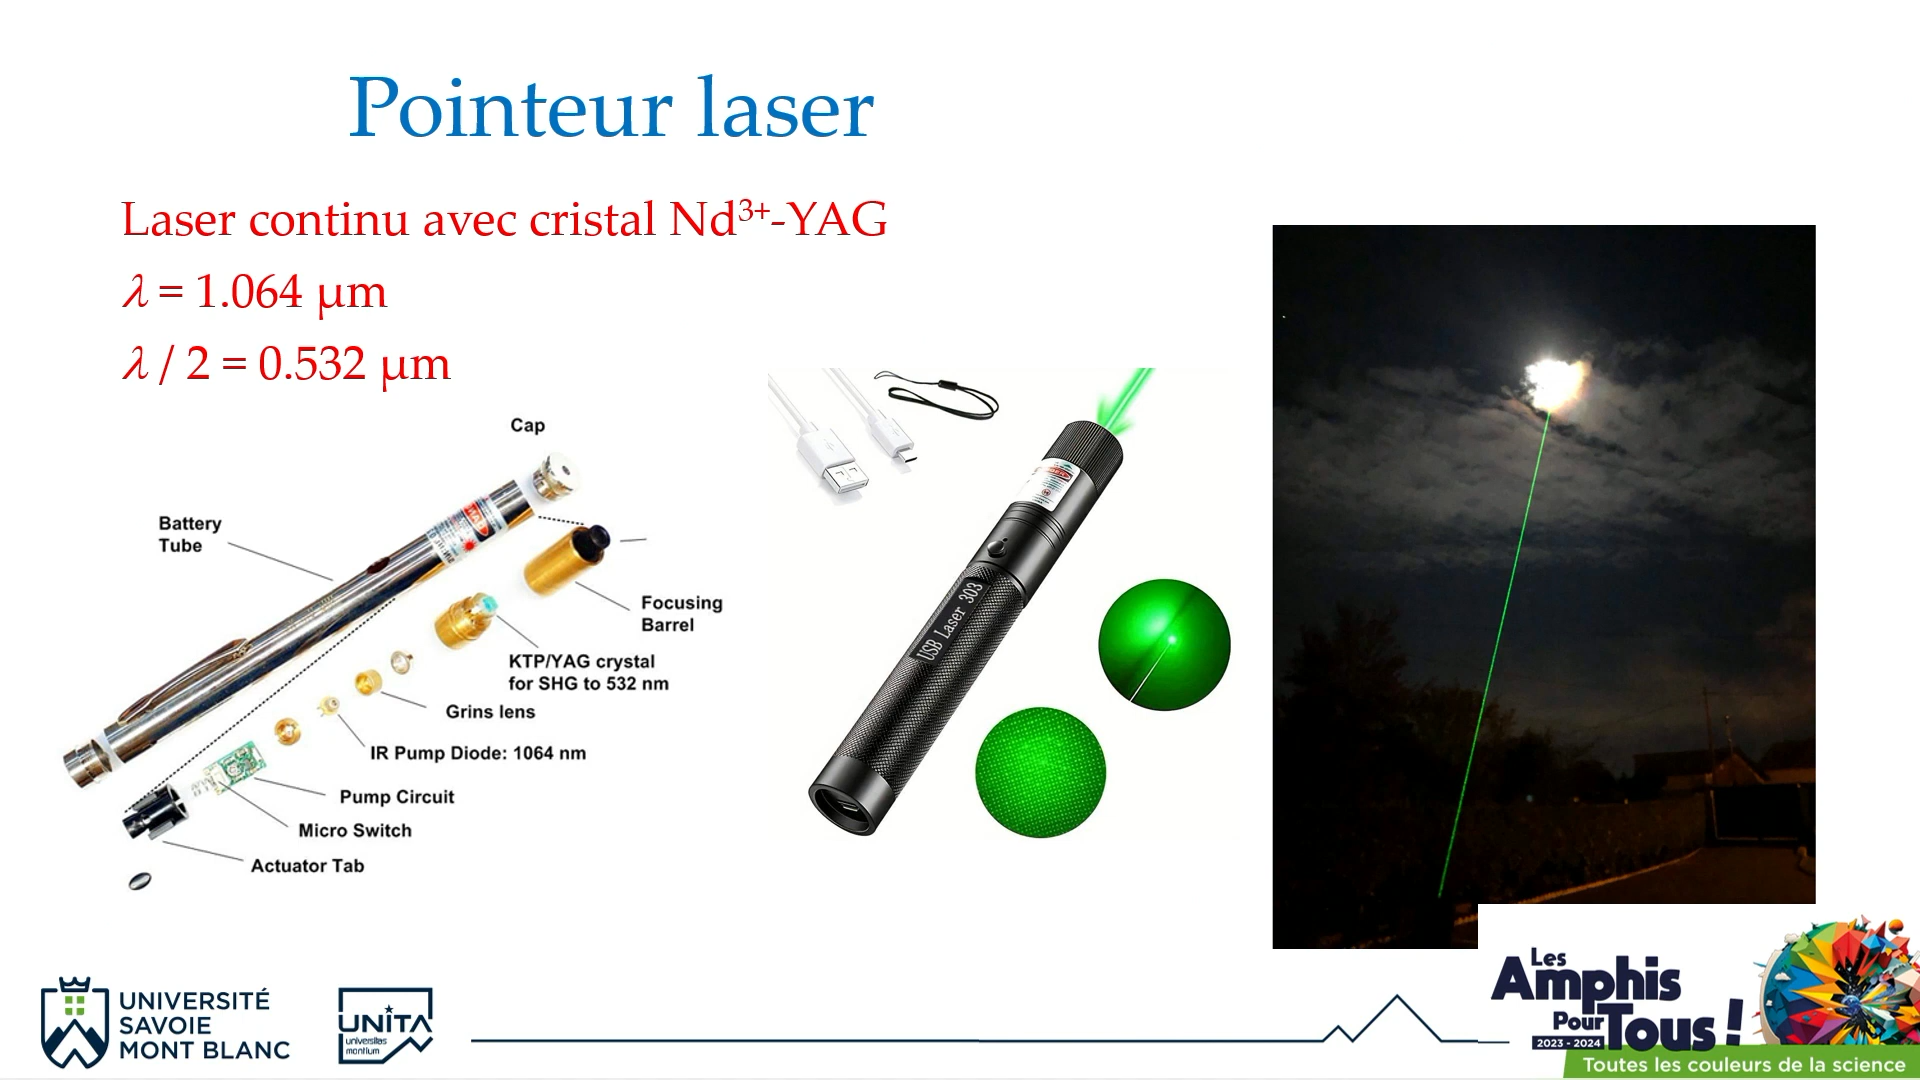 Pointeur laser
Laser continu avec cristal Nd³⁺-YAG
λ = 1.064 µm
λ / 2 = 0.532 µm
Cap
Battery
Tube
Focusing
Barrel
KTP/YAG crystal
for SHG to 532 nm
Grins lens
IR Pump Diode: 1064 nm
Pump Circuit
Micro Switch
Actuator Tab
USB Laser 303
UNIVERSITÉ
SAVOIE
MONT BLANC
UNITA
universitas
montium
Les
Amphis
Pour
Tous !
2023 - 2024
Toutes les couleurs de la science